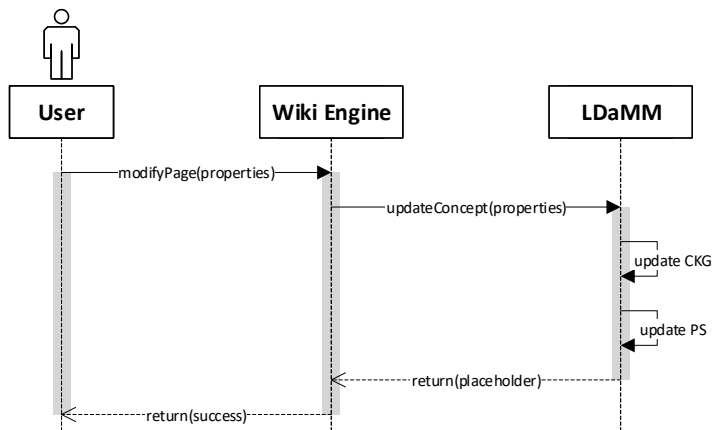 User
Wiki Engine
LDaMM
modifyPage(properties)
updateConcept(properties)
update CKG
update PS
return(placeholder)
return(success)